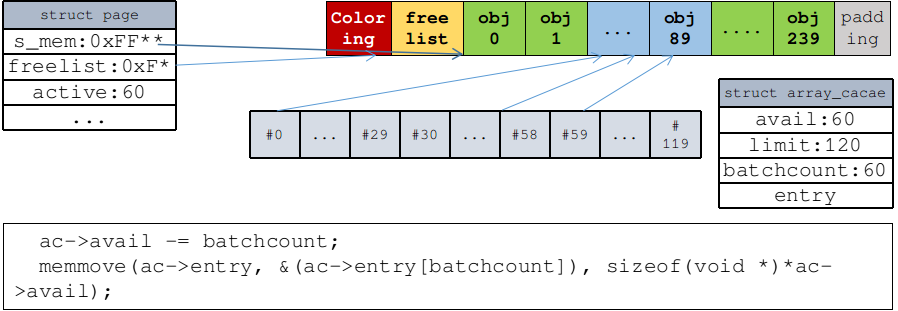 struct page
s_mem:0xFF**
freelist:0xF*
active:60
...
Color
ing
free
list
obj
0
obj
1
...
obj
89
....
obj
239
padd
ing
#0
...
#29
#30
...
#58
#59
...
#
119
struct array_cacae
avail:60
limit:120
batchcount:60
entry
ac->avail -= batchcount;
memmove(ac->entry, &(ac->entry[batchcount]), sizeof(void *)*ac-
>avail);